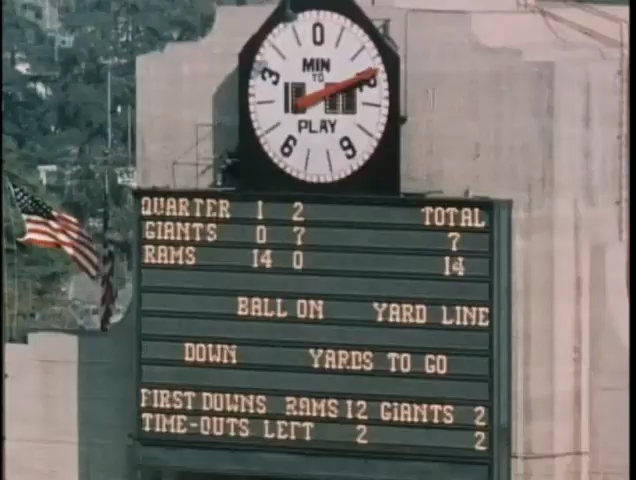 0
3
MIN
TO
PLAY
6
9
QUARTER 1 2 TOTAL
GIANTS 0 7 7
RAMS 14 0 14
BALL ON YARD LINE
DOWN YARDS TO GO
FIRST DOWNS RAMS 12 GIANTS 2
TIME-OUTS LEFT 2 2